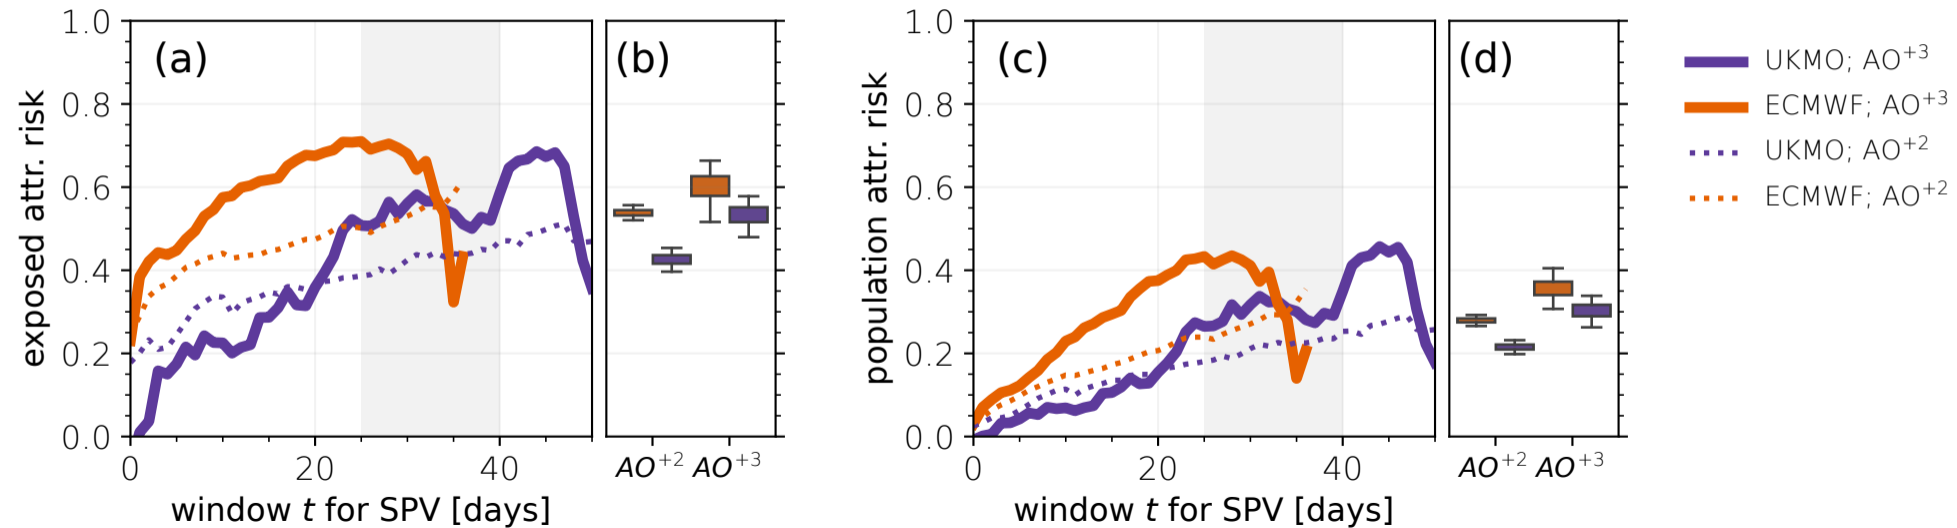 (a)
exposed attr. risk
1.0
0.8
0.6
0.4
0.2
0.0
0 20 40
window t for SPV [days]
(b)
AO+2 AO+3
(c)
population attr. risk
1.0
0.8
0.6
0.4
0.2
0.0
0 20 40
window t for SPV [days]
(d)
AO+2 AO+3
UKMO; AO+3
ECMWF; AO+3
UKMO; AO+2
ECMWF; AO+2